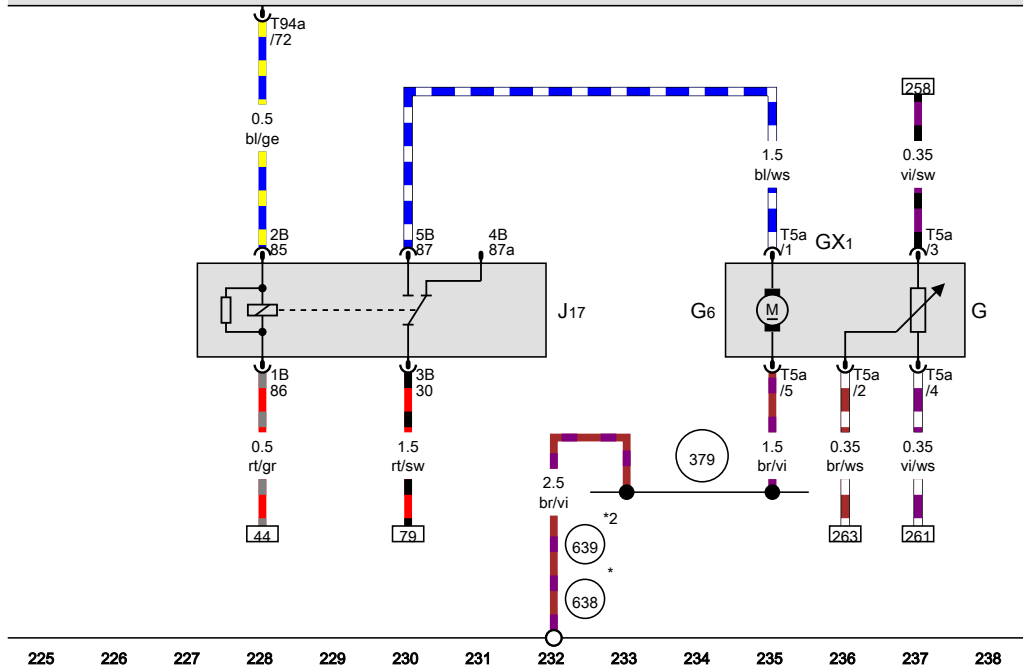 T94a
/72
0.5
bl/ge
258
1.5
bl/ws
0.35
vi/sw
2B
85
5B
87
4B
87a
T5a
/1
GX1
T5a
/3
J17
G6
M
G
1B
86
3B
30
T5a
/5
T5a
/2
T5a
/4
0.5
rt/gr
1.5
rt/sw
2.5
br/vi
379
1.5
br/vi
0.35
br/ws
0.35
vi/ws
44
79
*2
639
263
261
*
638
225 226 227 228 229 230 231 232 233 234 235 236 237 238